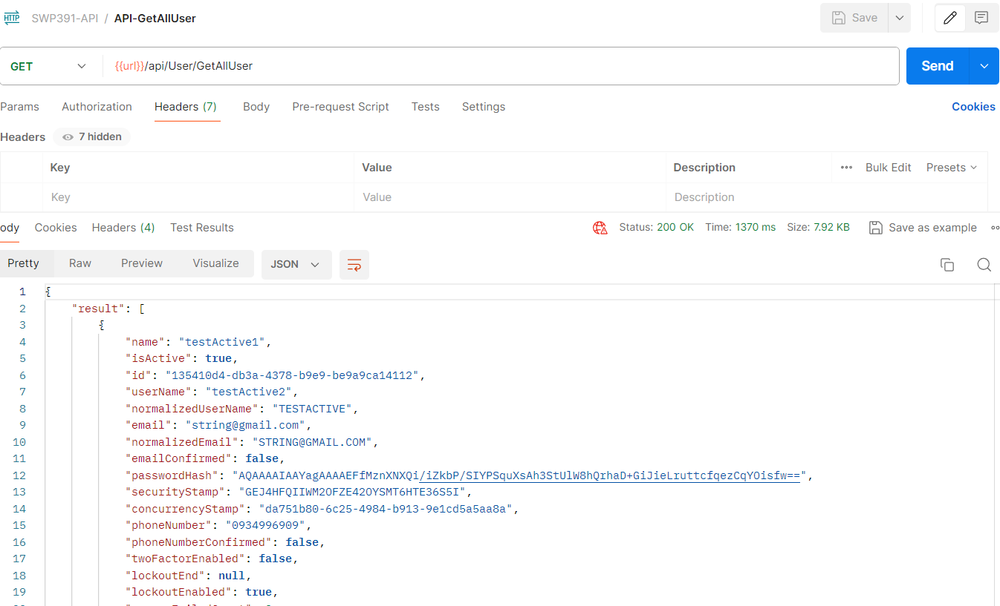 HTTP SWP391-API / API-GetAllUser Save
GET {{url}}/api/User/GetAllUser Send
Params Authorization Headers (7) Body Pre-request Script Tests Settings Cookies
Headers 7 hidden
Key Value Description ••• Bulk Edit Presets
Key Value Description
ody Cookies Headers (4) Test Results Status: 200 OK Time: 1370 ms Size: 7.92 KB Save as example
Pretty Raw Preview Visualize JSON
1 {
2 "result": [
3 {
4 "name": "testActive1",
5 "isActive": true,
6 "id": "135410d4-db3a-4378-b9e9-be9a9ca14112",
7 "userName": "testActive2",
8 "normalizedUserName": "TESTACTIVE",
9 "email": "string@gmail.com",
10 "normalizedEmail": "STRING@GMAIL.COM",
11 "emailConfirmed": false,
12 "passwordHash": "AQAAAAIAAYagAAAAEFfMznXNXQi/iZkbP/SIYPSquXsAh3StUlW8hQrhaD+GiJieLruttcfqezCqYOisfw==",
13 "securityStamp": "GEJ4HFQIIWM2OFZE42OYSMT6HTE36S5I",
14 "concurrencyStamp": "da751b80-6c25-4984-b913-9e1cd5a5aa8a",
15 "phoneNumber": "0934996909",
16 "phoneNumberConfirmed": false,
17 "twoFactorEnabled": false,
18 "lockoutEnd": null,
19 "lockoutEnabled": true,